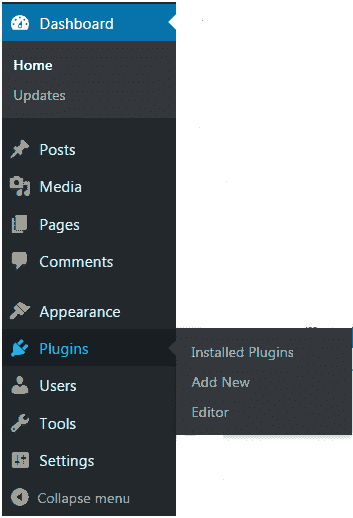 Dashboard
Home
Updates
Posts
Media
Pages
Comments
Appearance
Plugins
Installed Plugins
Add New
Editor
Users
Tools
Settings
Collapse menu